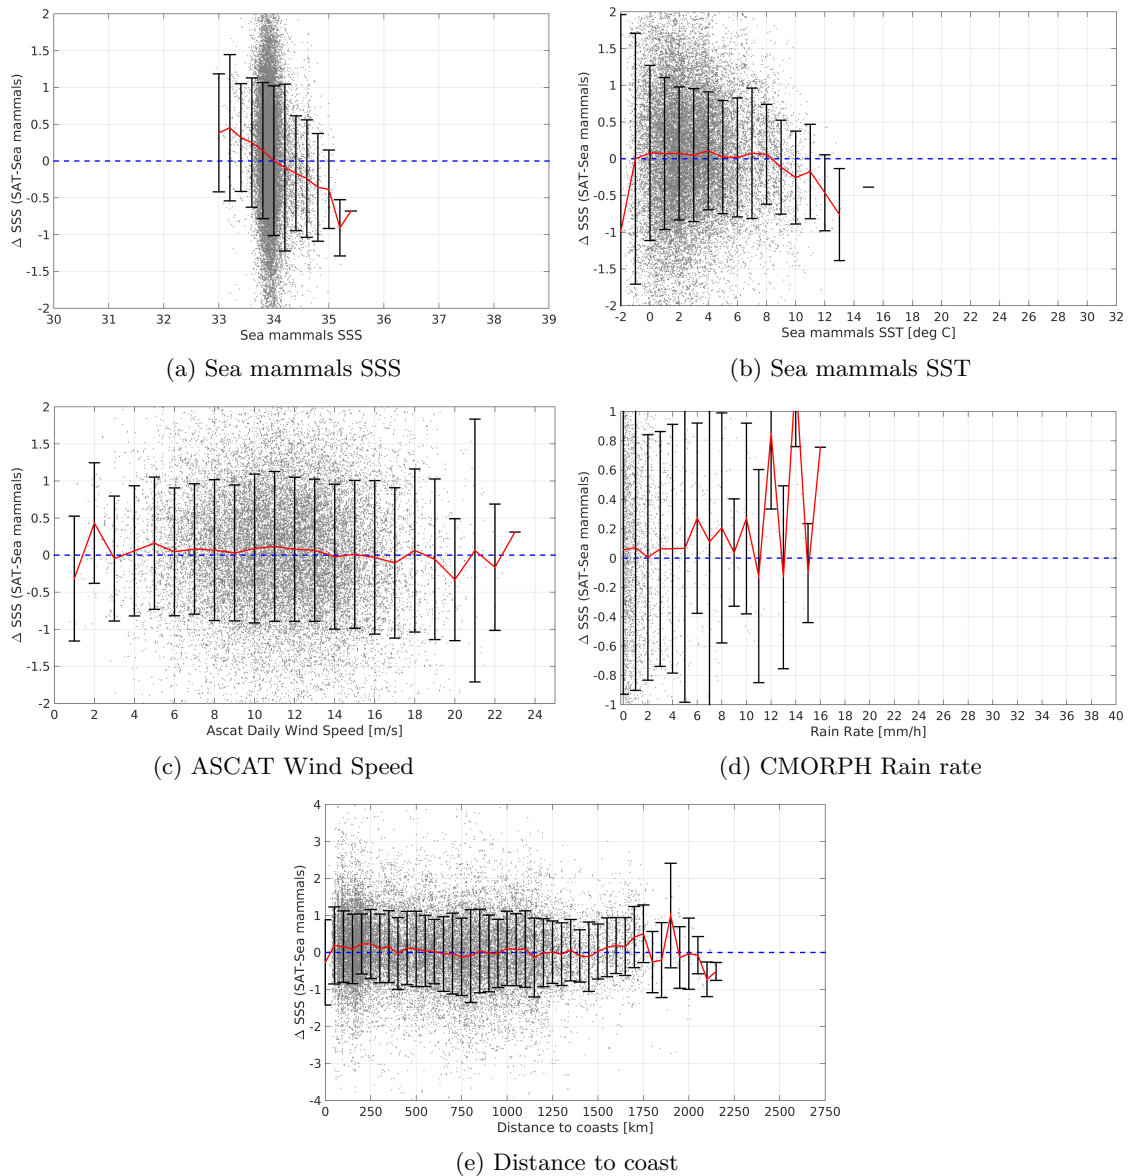 2
1.5
1
0.5
0
-0.5
-1
-1.5
-2
Δ SSS (SAT-Sea mammals)
30 31 32 33 34 35 36 37 38 39
Sea mammals SSS
(a) Sea mammals SSS
2
1.5
1
0.5
0
-0.5
-1
-1.5
-2
Δ SSS (SAT-Sea mammals)
-2 0 2 4 6 8 10 12 14 16 18 20 22 24 26 28 30 32
Sea mammals SST [deg C]
(b) Sea mammals SST
2
1.5
1
0.5
0
-0.5
-1
-1.5
-2
Δ SSS (SAT-Sea mammals)
0 2 4 6 8 10 12 14 16 18 20 22 24
Ascat Daily Wind Speed [m/s]
(c) ASCAT Wind Speed
1
0.8
0.6
0.4
0.2
0
-0.2
-0.4
-0.6
-0.8
-1
Δ SSS (SAT-Sea mammals)
0 2 4 6 8 10 12 14 16 18 20 22 24 26 28 30 32 34 36 38 40
Rain Rate [mm/h]
(d) CMORPH Rain rate
4
3
2
1
0
-1
-2
-3
-4
Δ SSS (SAT-Sea mammals)
0 250 500 750 1000 1250 1500 1750 2000 2250 2500 2750
Distance to coasts [km]
(e) Distance to coast